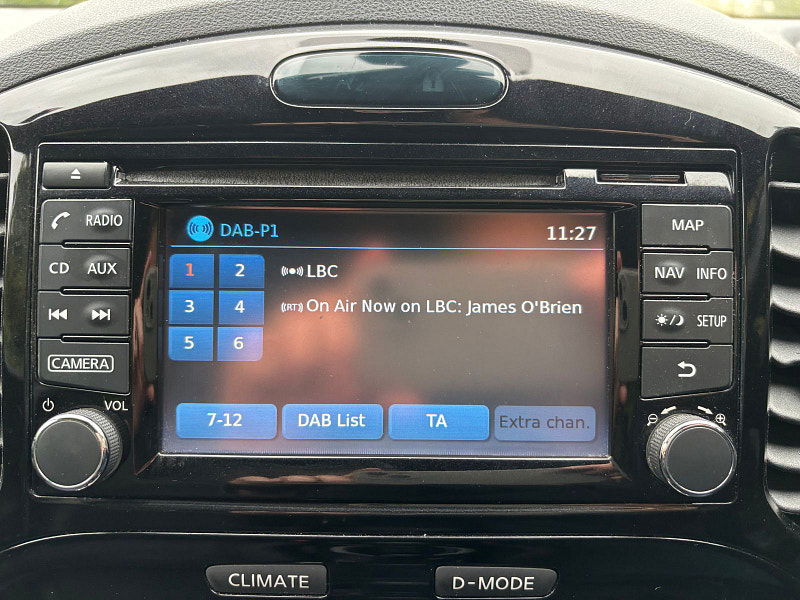 DAB-P1 11:27
RADIO
CD AUX
CAMERA
VOL
1 2
LBC
3 4
On Air Now on LBC: James O'Brien
5 6
7-12 DAB List TA Extra chan.
MAP
NAV INFO
SETUP
CLIMATE D-MODE